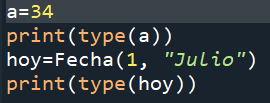 a=34
print(type(a))
hoy=Fecha(1, "Julio")
print(type(hoy))